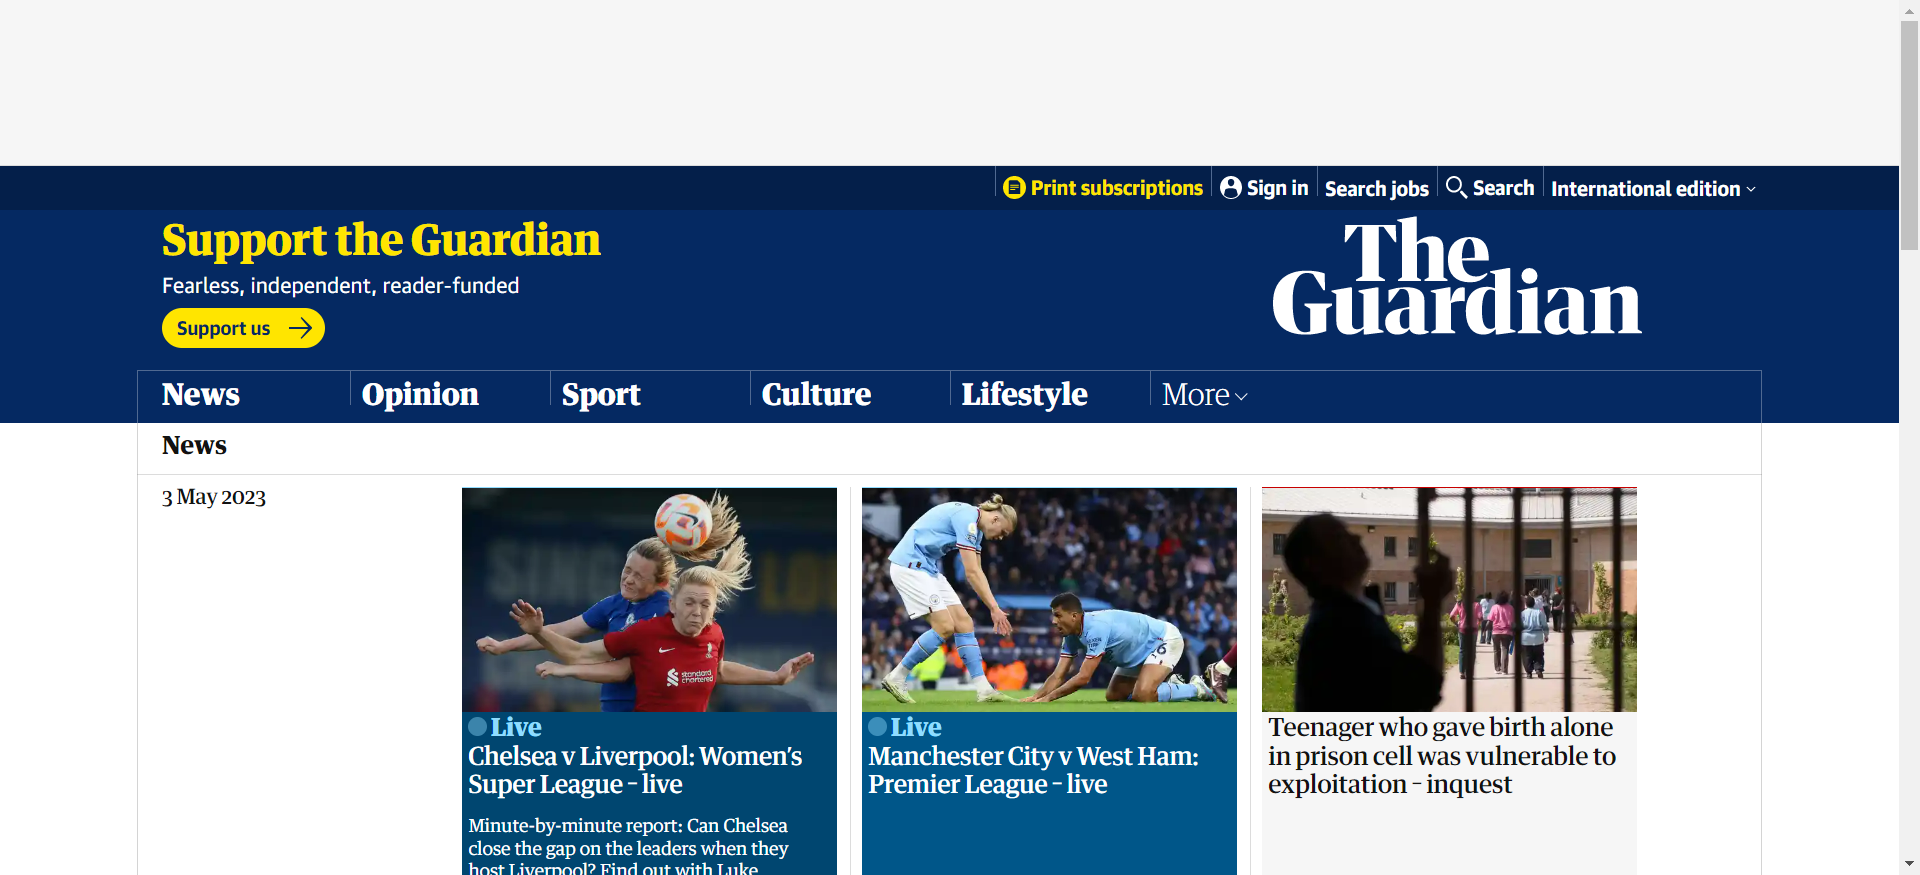 Print subscriptions
Sign in
Search jobs
Search
International edition
Support the Guardian
Fearless, independent, reader-funded
Support us
The
Guardian
News
Opinion
Sport
Culture
Lifestyle
More
News
3 May 2023
standard
chartered
Live
Chelsea v Liverpool: Women's
Super League – live
Minute-by-minute report: Can Chelsea
close the gap on the leaders when they
host Liverpool? Find out with Luke
Live
Manchester City v West Ham:
Premier League – live
Teenager who gave birth alone
in prison cell was vulnerable to
exploitation – inquest